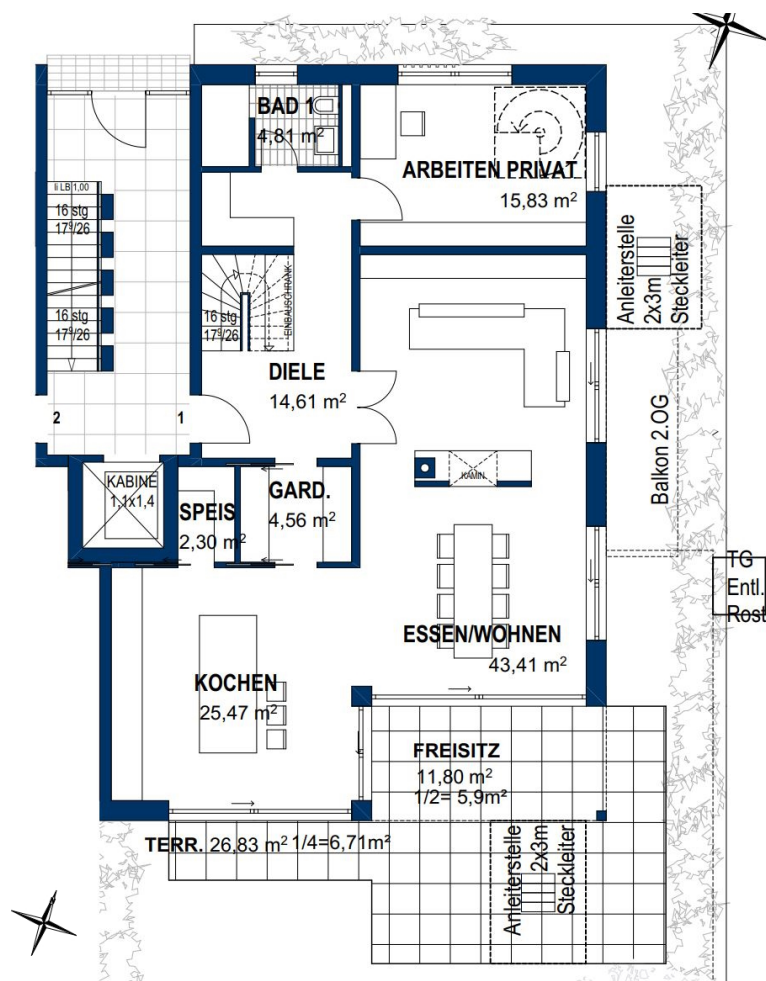 BAD 1
4,81 m²
ARBEITEN PRIVAT
15,83 m²
li LB 1,00
16 stg
17⁹/26
16 stg
17⁹/26
Anleiterstelle
2x3m
Steckleiter
16 stg
17⁹/26
EINBAUSCHRANK
DIELE
14,61 m²
2
1
Balkon 2.OG
KABINE
1,1x1,4
SPEIS
2,30 m²
GARD.
4,56 m²
KAMIN
TG
Entl.
Rost
ESSEN/WOHNEN
43,41 m²
KOCHEN
25,47 m²
FREISITZ
11,80 m²
1/2= 5,9m²
TERR. 26,83 m² 1/4=6,71m²
Anleiterstelle
2x3m
Steckleiter